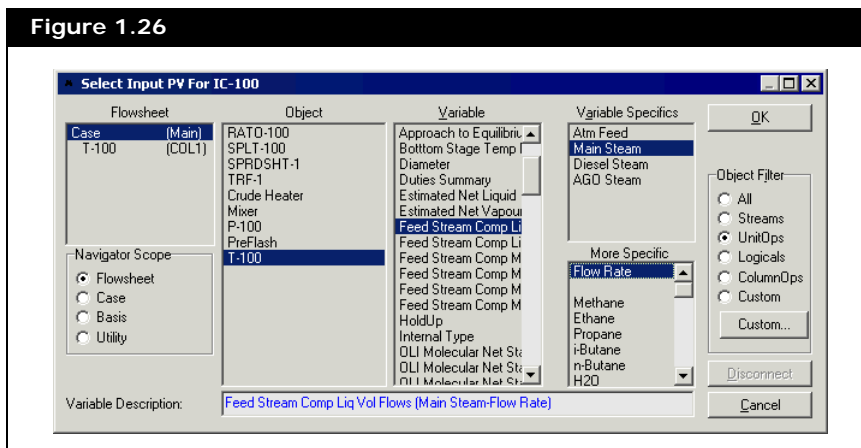 Figure 1.26
Select Input PV For IC-100
Flowsheet
Object
Variable
Variable Specifics
OK
Case (Main)
T-100 (COL1)
RATO-100
SPLT-100
SPRDSHT-1
TRF-1
Crude Heater
Mixer
P-100
PreFlash
T-100
Approach to Equilibriu
Botttom Stage Temp
Diameter
Duties Summary
Estimated Net Liquid
Estimated Net Vapour
Feed Stream Comp Li
Feed Stream Comp Li
Feed Stream Comp M
Feed Stream Comp M
Feed Stream Comp M
Feed Stream Comp M
HoldUp
Internal Type
OLI Molecular Net Sta
OLI Molecular Net Sta
OLI Molecular Net Sta
Atm Feed
Main Steam
Diesel Steam
AGO Steam
More Specific
Flow Rate
Methane
Ethane
Propane
i-Butane
n-Butane
H2O
Object Filter
All
Streams
UnitOps
Logicals
ColumnOps
Custom
Custom...
Navigator Scope
Flowsheet
Case
Basis
Utility
Disconnect
Variable Description:
Feed Stream Comp Liq Vol Flows (Main Steam-Flow Rate)
Cancel